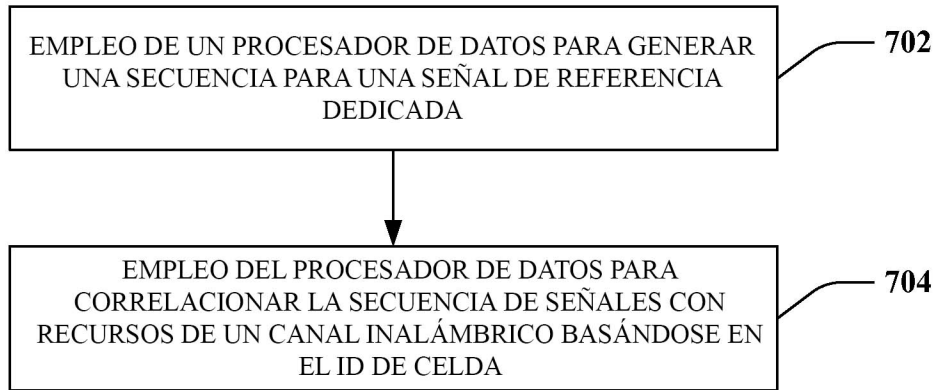 EMPLEO DE UN PROCESADOR DE DATOS PARA GENERAR
UNA SECUENCIA PARA UNA SEÑAL DE REFERENCIA
DEDICADA
702
EMPLEO DEL PROCESADOR DE DATOS PARA
CORRELACIONAR LA SECUENCIA DE SEÑALES CON
RECURSOS DE UN CANAL INALÁMBRICO BASÁNDOSE EN
EL ID DE CELDA
704